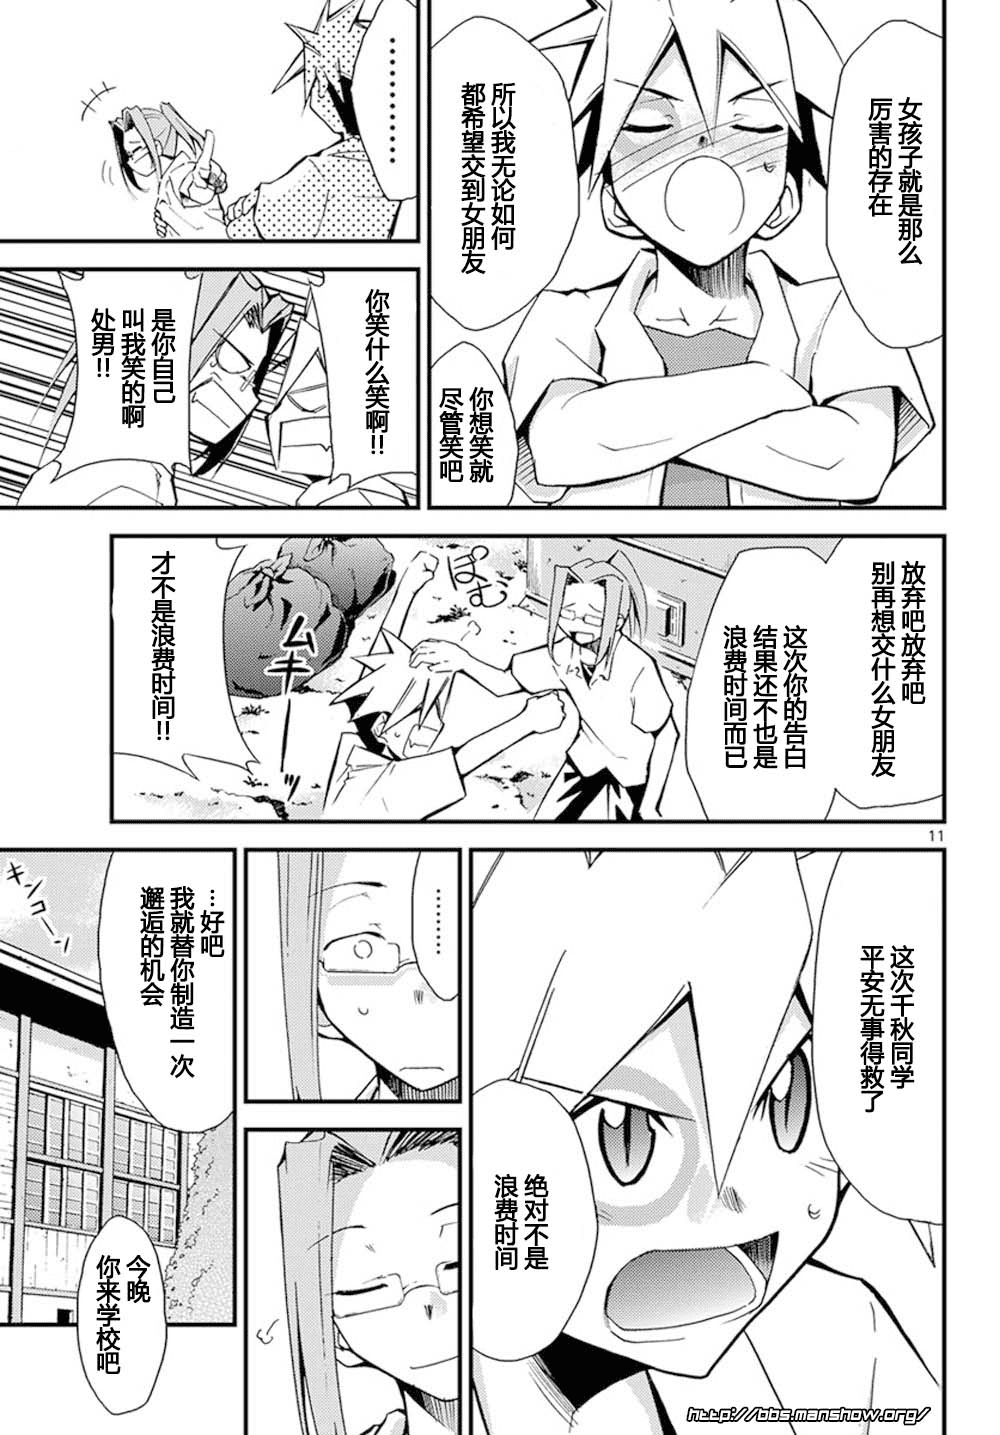 女孩子就是那么
厉害的存在
所以我无论如何
都希望交到女朋友
你想笑就
尽管笑吧
………
你笑什么笑啊!!
是你自己
叫我笑的啊
处男!!
放弃吧放弃吧
别再想交什么女朋友
这次你的告白
结果还不也是
浪费时间而已
ぽむ
ムキーッ
才不是浪费时间!!
11
这次千秋同学
平安无事得救了
绝对不是
浪费时间
………
…好吧
我就替你制造一次
邂逅的机会
キンコーン
今晚
你来学校吧
http://bbs.manshow.org/